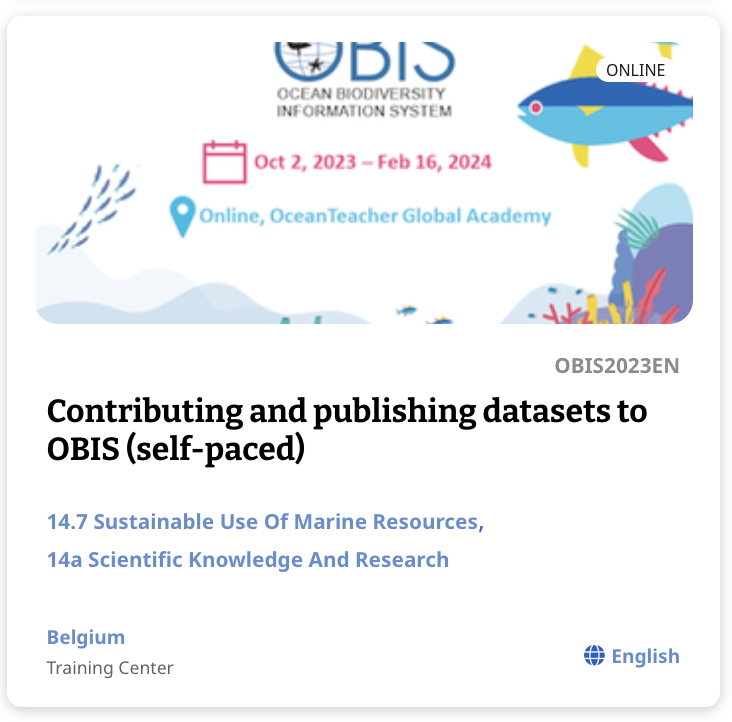 OBIS
ONLINE
OCEAN BIODIVERSITY
INFORMATION SYSTEM
Oct 2, 2023 – Feb 16, 2024
Online, OceanTeacher Global Academy
OBIS2023EN
Contributing and publishing datasets to
OBIS (self-paced)
14.7 Sustainable Use Of Marine Resources,
14a Scientific Knowledge And Research
Belgium
Training Center
English